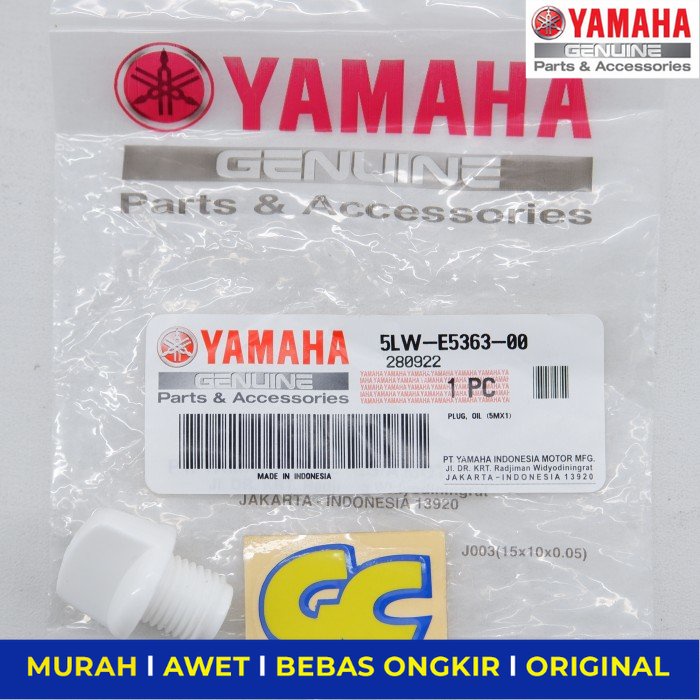 YAMAHA
GENUINE
Parts & Accessories
YAMAHA
GENUINE
Parts & Accessories
YAMAHA
GENUINE
Parts & Accessories
5LW-E5363-00
280922
1 PC
PLUG, OIL (5MX1)
MADE IN INDONESIA
PT YAMAHA INDONESIA MOTOR MFG.
Jl. DR. KRT. Radjiman Widyodiningrat
JAKARTA-INDONESIA 13920
JAKARTA - INDONESIA 13920
J003(15x10x0.05)
MURAH I AWET I BEBAS ONGKIR I ORIGINAL